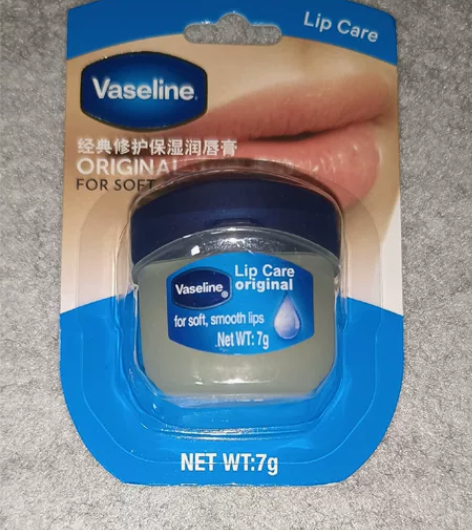 Lip Care
Vaseline.
经典修护保湿润唇膏
ORIGINAL
FOR SOFT
Lip Care
Vaseline® original
for soft, smooth lips
.Net WT: 7g
NET WT:7g